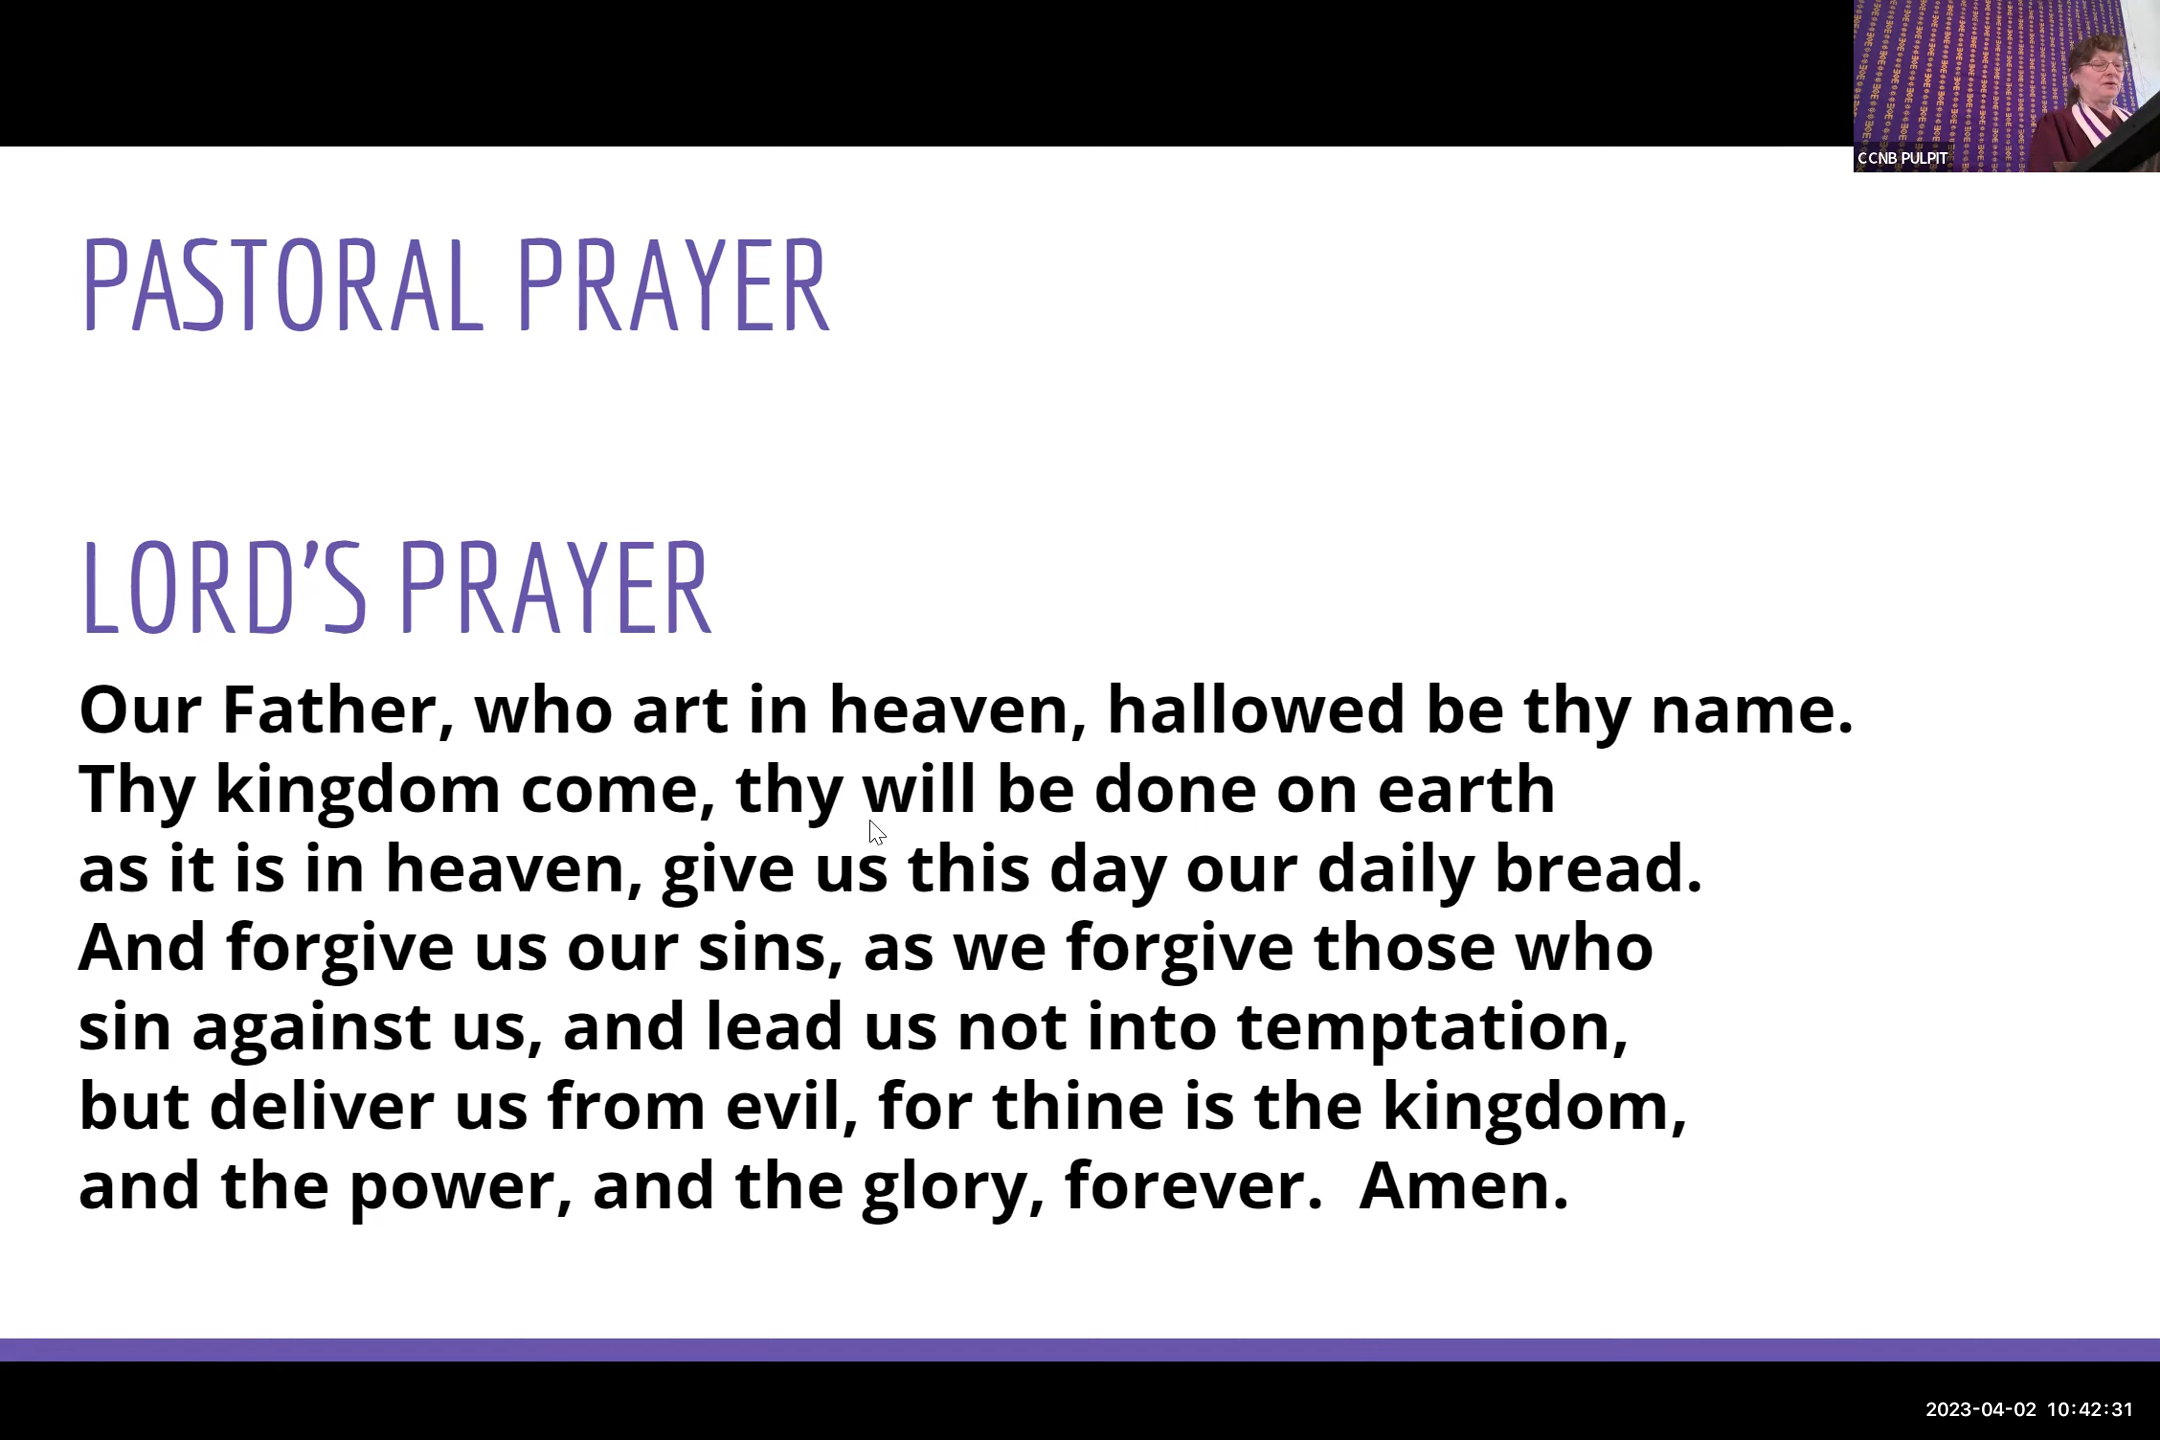 CCNB PULPIT
PASTORAL PRAYER
LORD’S PRAYER
Our Father, who art in heaven, hallowed be thy name.
Thy kingdom come, thy will be done on earth
as it is in heaven, give us this day our daily bread.
And forgive us our sins, as we forgive those who
sin against us, and lead us not into temptation,
but deliver us from evil, for thine is the kingdom,
and the power, and the glory, forever.  Amen.
2023-04-02 10:42:31